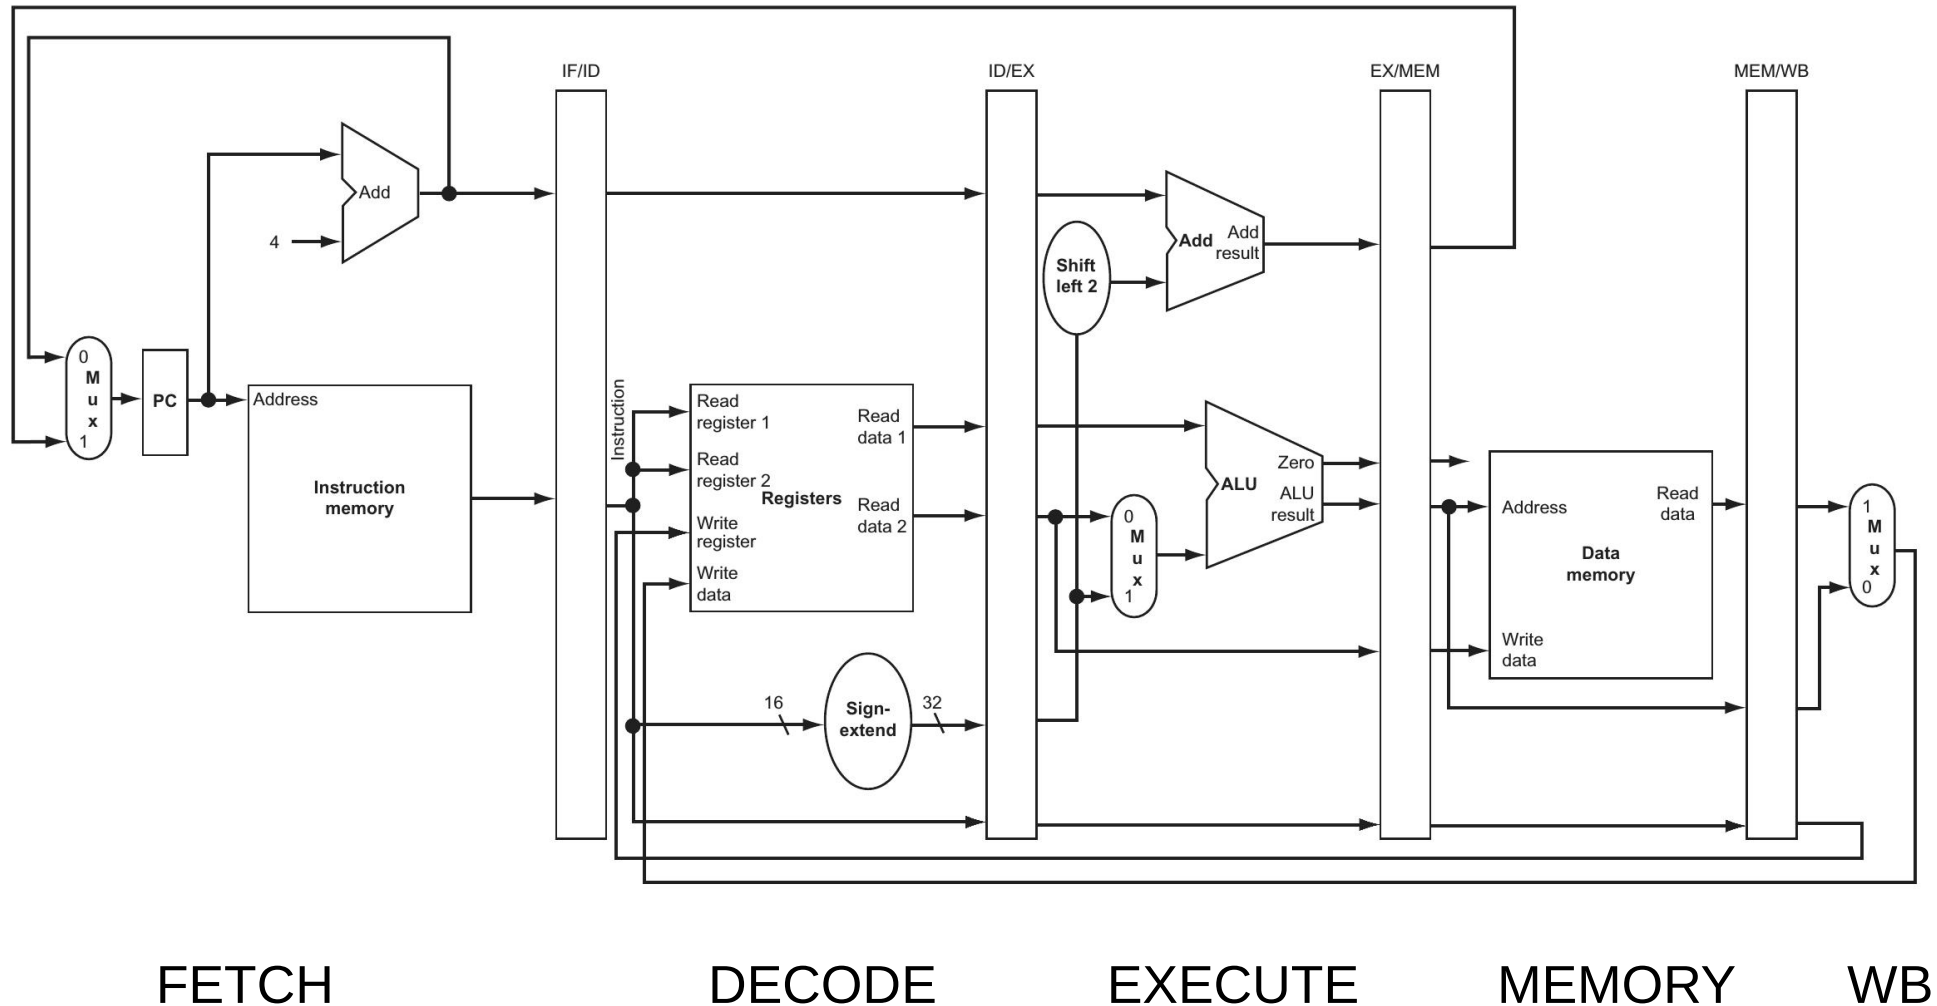 IF/ID
ID/EX
EX/MEM
MEM/WB
Add
4
0
M
u
x
1
PC
Address
Instruction
memory
Instruction
Read
register 1
Read
register 2
Write
register
Write
data
Registers
Read
data 1
Read
data 2
16
Sign-
extend
32
Shift
left 2
Add
Add
result
0
M
u
x
1
ALU
Zero
ALU
result
Address
Read
data
Data
memory
Write
data
1
M
u
x
0
FETCH
DECODE
EXECUTE
MEMORY
WB